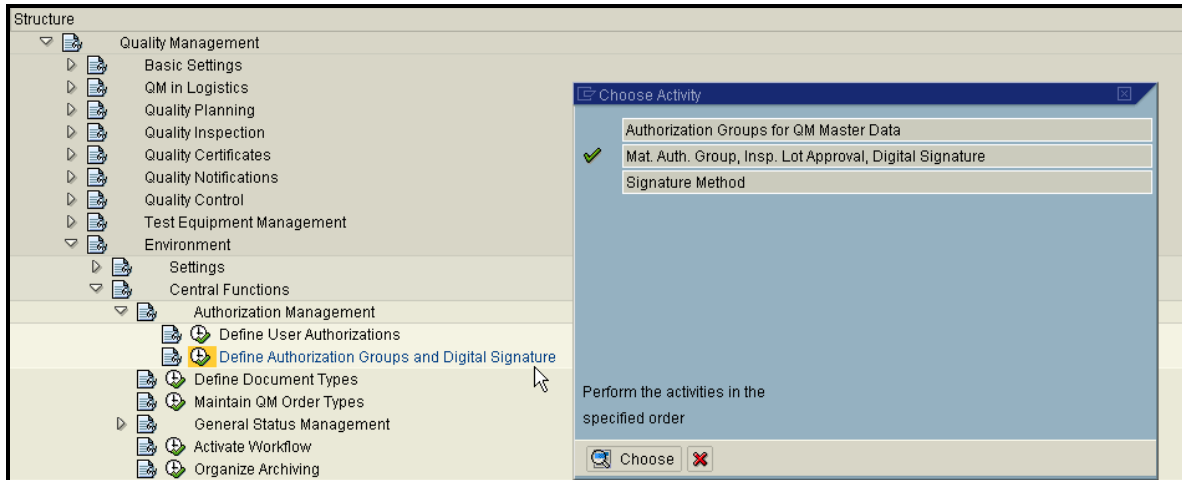 Structure
Quality Management
Basic Settings
QM in Logistics
Quality Planning
Quality Inspection
Quality Certificates
Quality Notifications
Quality Control
Test Equipment Management
Environment
Settings
Central Functions
Authorization Management
Define User Authorizations
Define Authorization Groups and Digital Signature
Define Document Types
Maintain QM Order Types
General Status Management
Activate Workflow
Organize Archiving
Choose Activity
Authorization Groups for QM Master Data
Mat. Auth. Group, Insp. Lot Approval, Digital Signature
Signature Method
Perform the activities in the
specified order
Choose